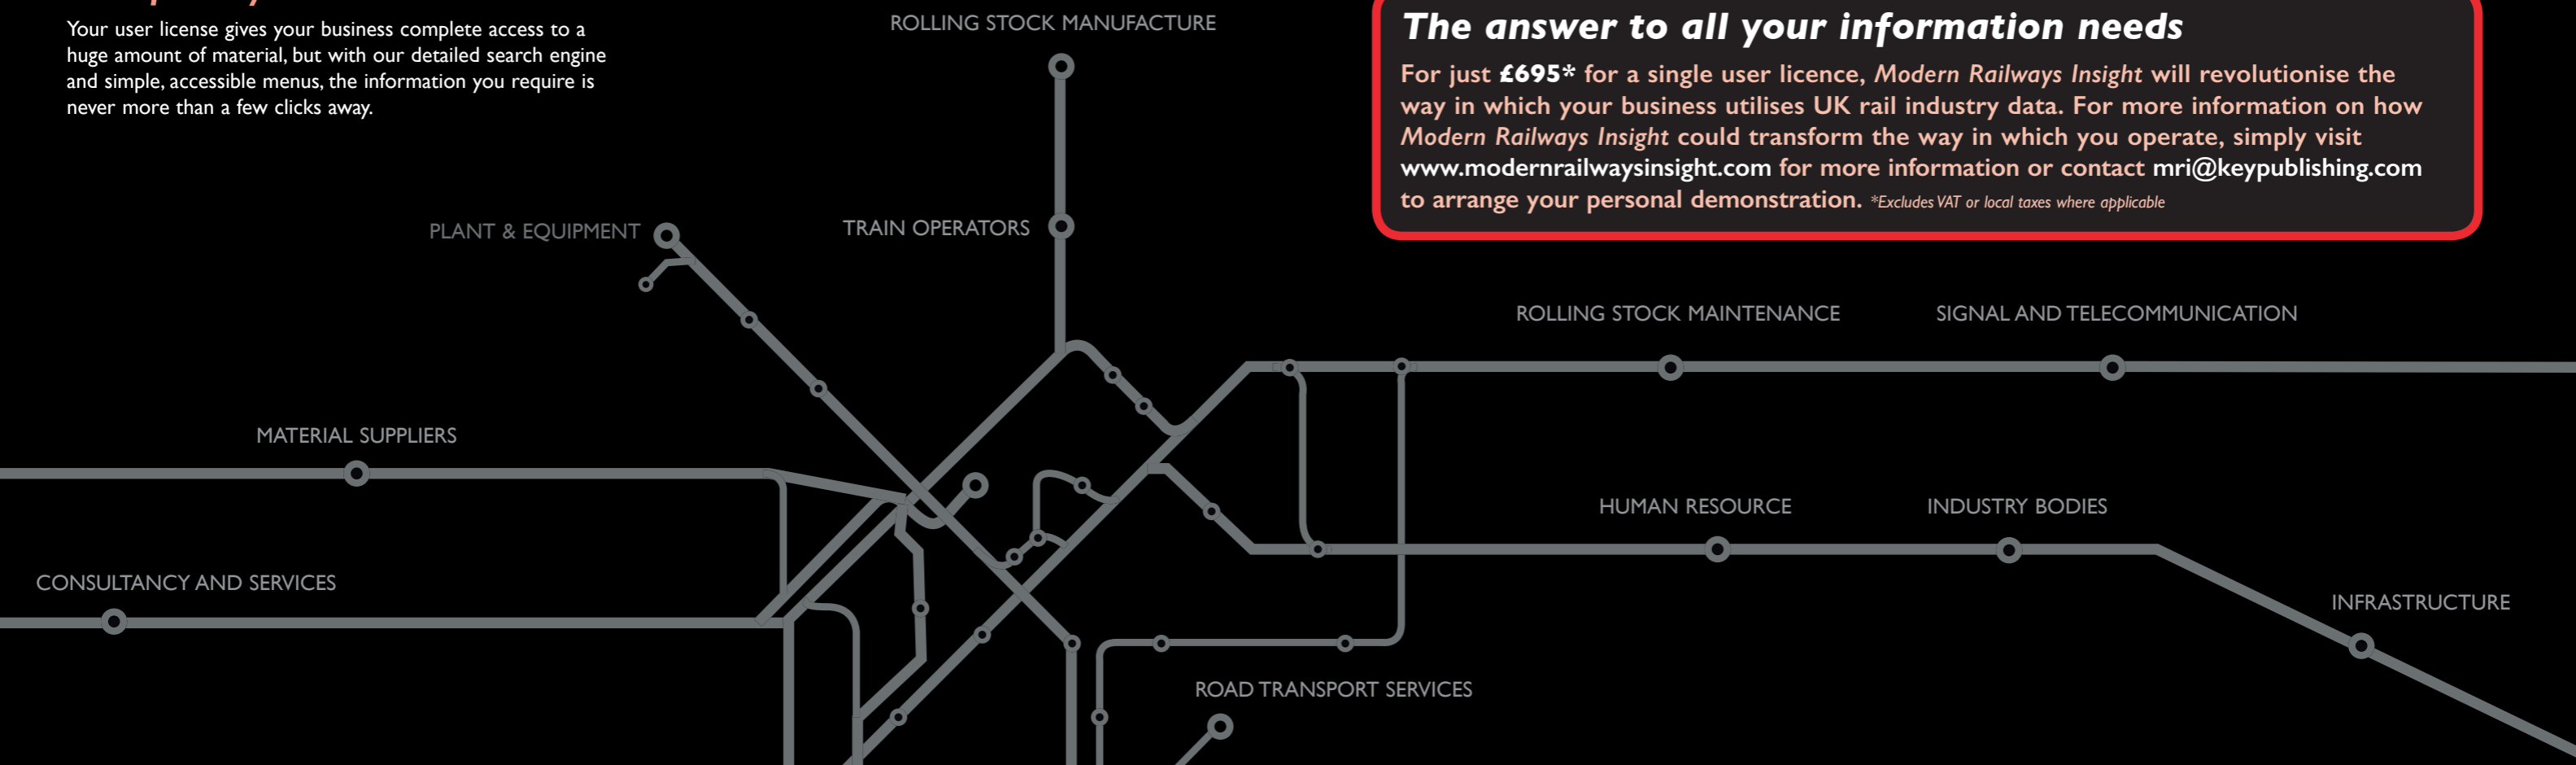 Your user license gives your business complete access to a
huge amount of material, but with our detailed search engine
and simple, accessible menus, the information you require is
never more than a few clicks away.
ROLLING STOCK MANUFACTURE
The answer to all your information needs
For just £695* for a single user licence, Modern Railways Insight will revolutionise the
way in which your business utilises UK rail industry data. For more information on how
Modern Railways Insight could transform the way in which you operate, simply visit
www.modernrailwaysinsight.com for more information or contact mri@keypublishing.com
to arrange your personal demonstration. *Excludes VAT or local taxes where applicable
PLANT & EQUIPMENT
TRAIN OPERATORS
ROLLING STOCK MAINTENANCE
SIGNAL AND TELECOMMUNICATION
MATERIAL SUPPLIERS
HUMAN RESOURCE
INDUSTRY BODIES
CONSULTANCY AND SERVICES
INFRASTRUCTURE
ROAD TRANSPORT SERVICES